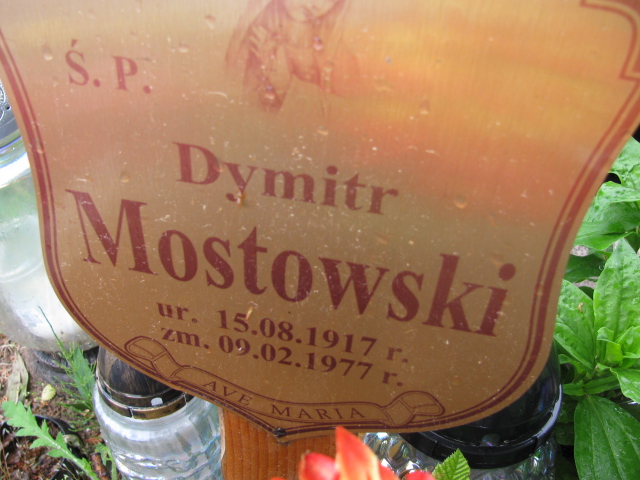 Ś. P.
Dymitr
Mostowski
ur. 15.08.1917 r.
zm. 09.02.1977 r.
AVE MARIA